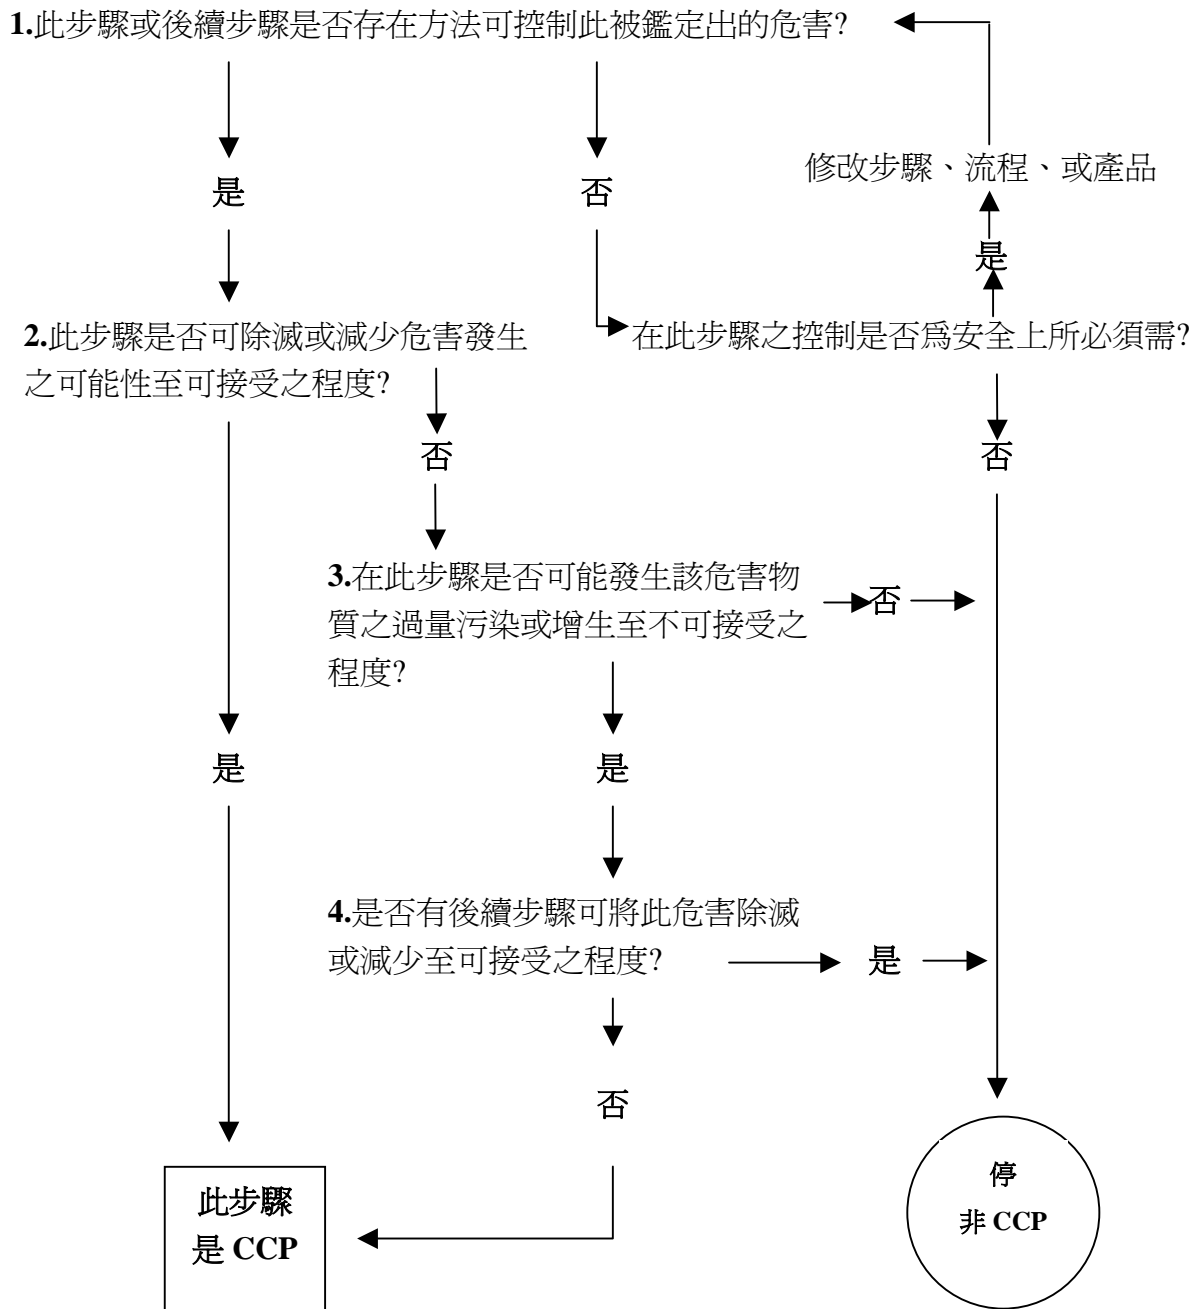 1.此步驟或後續步驟是否存在方法可控制此被鑑定出的危害?
修改步驟、流程、或產品
是
否
是
2.此步驟是否可除滅或減少危害發生
之可能性至可接受之程度?
在此步驟之控制是否爲安全上所必須需?
否
否
3.在此步驟是否可能發生該危害物
質之過量污染或增生至不可接受之
程度?
否
是
是
4.是否有後續步驟可將此危害除滅
或減少至可接受之程度?
是
否
此步驟
是 CCP
停
非 CCP